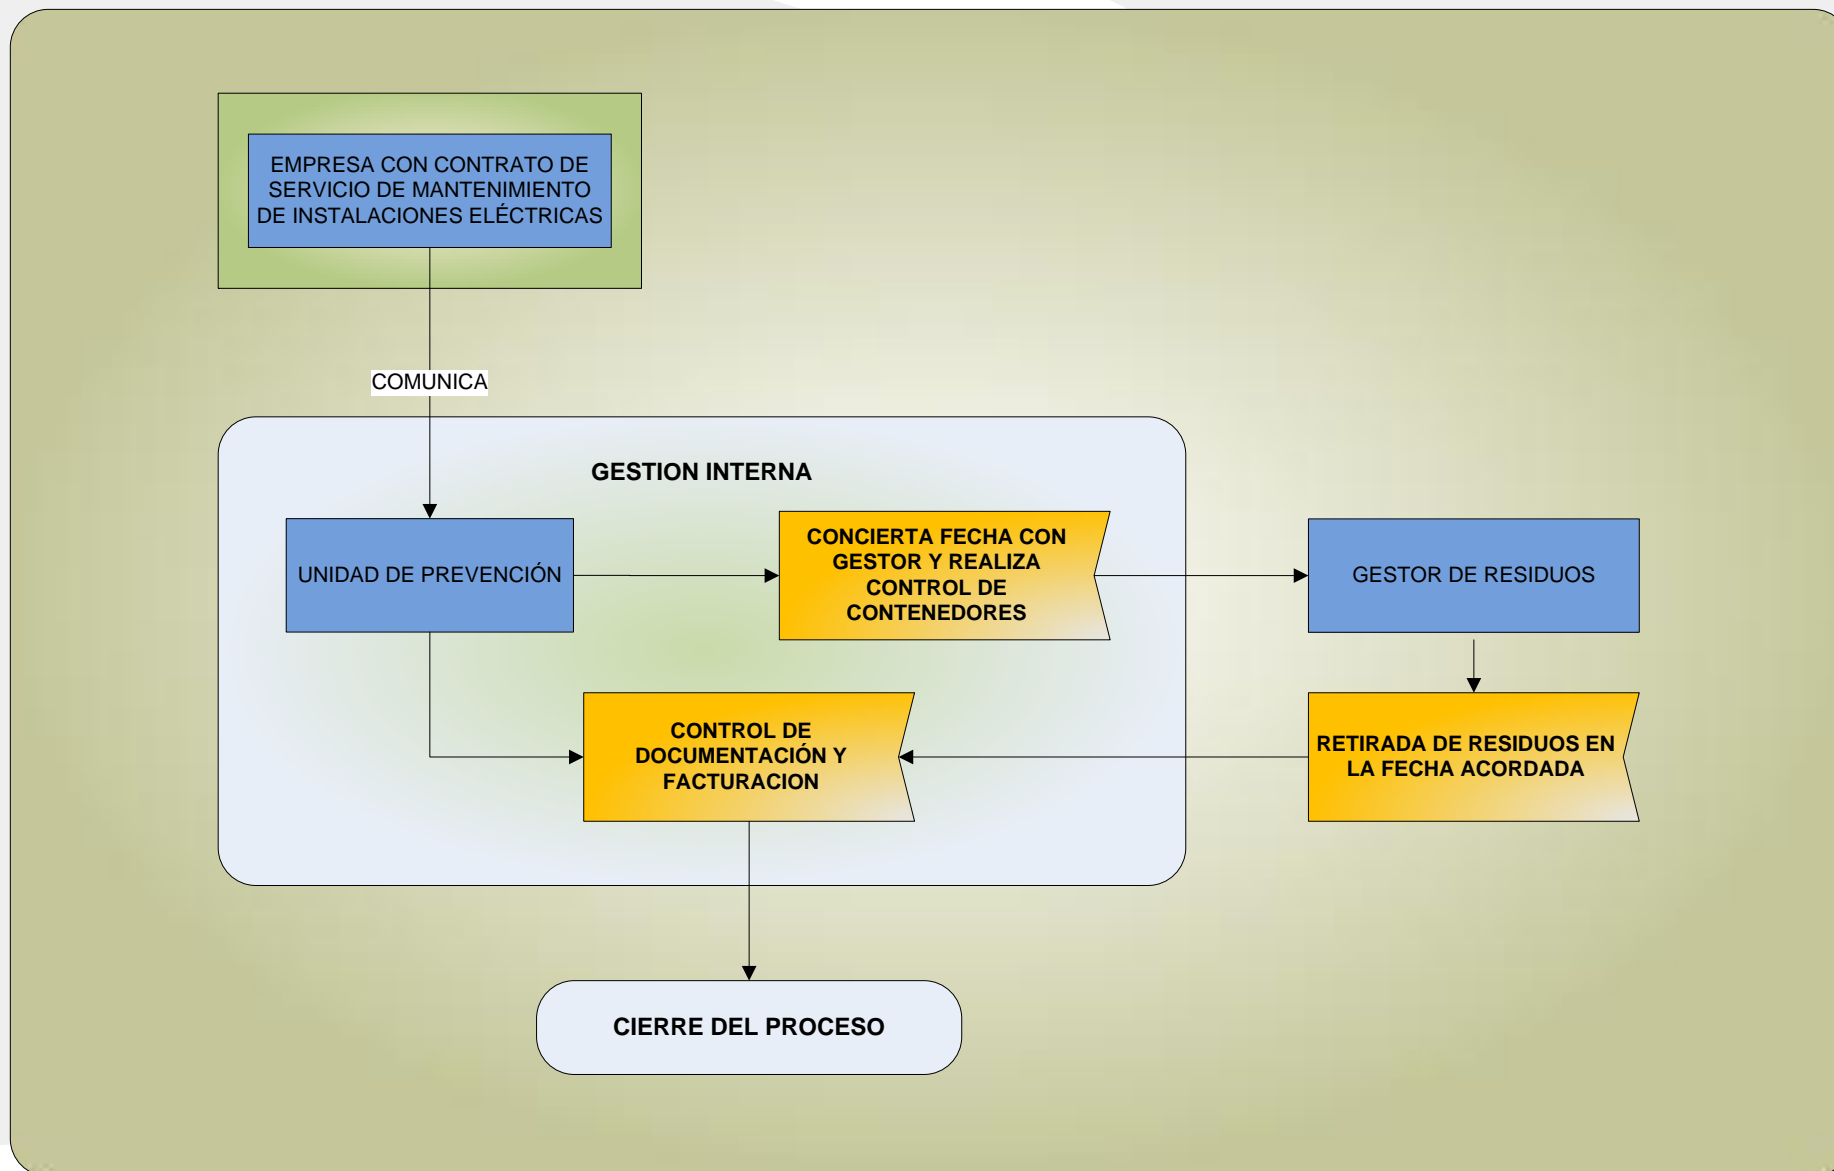 EMPRESA CON CONTRATO DE
SERVICIO DE MANTENIMIENTO
DE INSTALACIONES ELÉCTRICAS
COMUNICA
GESTION INTERNA
UNIDAD DE PREVENCIÓN
CONCIERTA FECHA CON
GESTOR Y REALIZA
CONTROL DE
CONTENEDORES
GESTOR DE RESIDUOS
CONTROL DE
DOCUMENTACIÓN Y
FACTURACION
RETIRADA DE RESIDUOS EN
LA FECHA ACORDADA
CIERRE DEL PROCESO